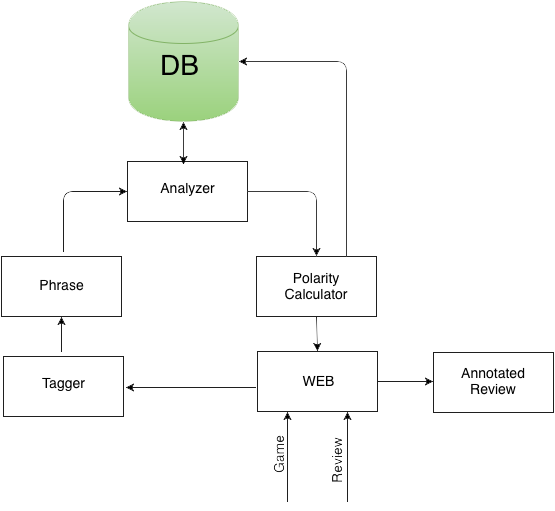 DB
Analyzer
Phrase
Polarity
Calculator
Tagger
WEB
Annotated
Review
Game
Review